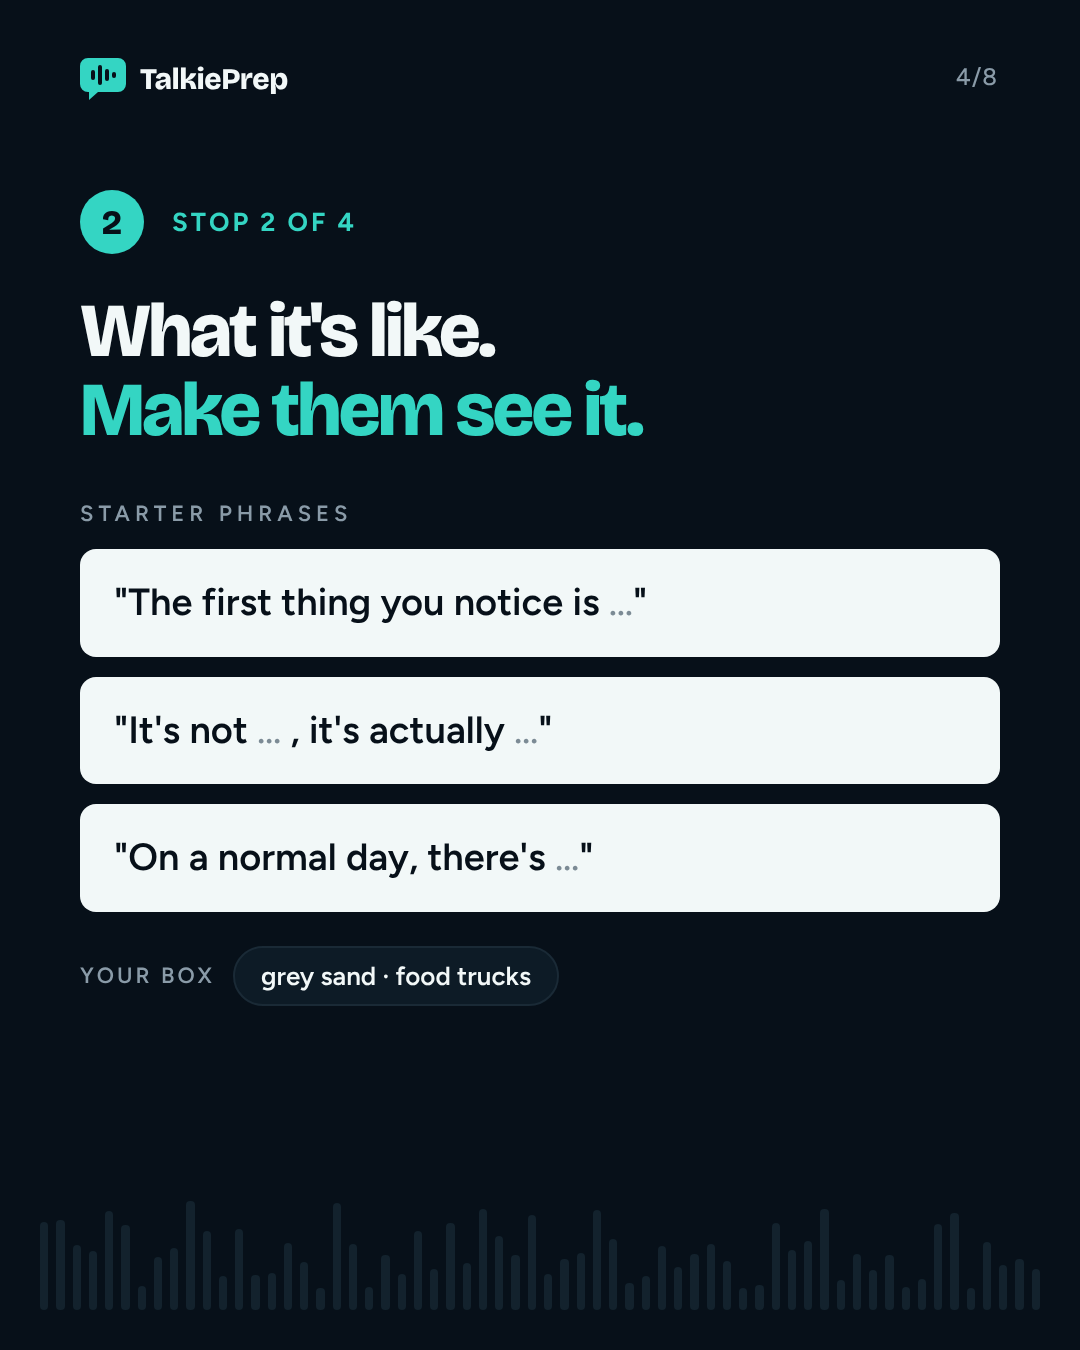 TalkiePrep
4/8
2
STOP 2 OF 4
What it's like.
Make them see it.
STARTER PHRASES
"The first thing you notice is ..."
"It's not ... , it's actually ..."
"On a normal day, there's ..."
YOUR BOX
grey sand · food trucks